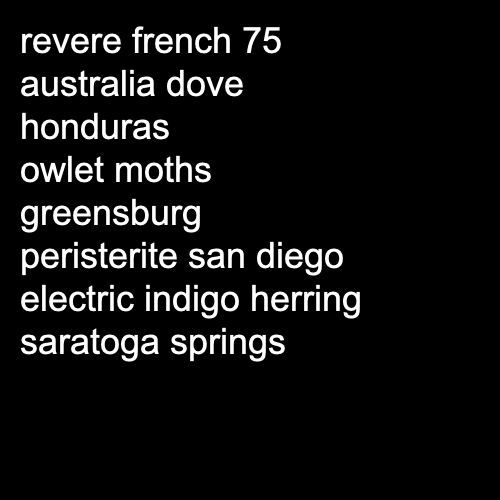 revere french 75
australia dove
honduras
owlet moths
greensburg
peristerite san diego
electric indigo herring
saratoga springs